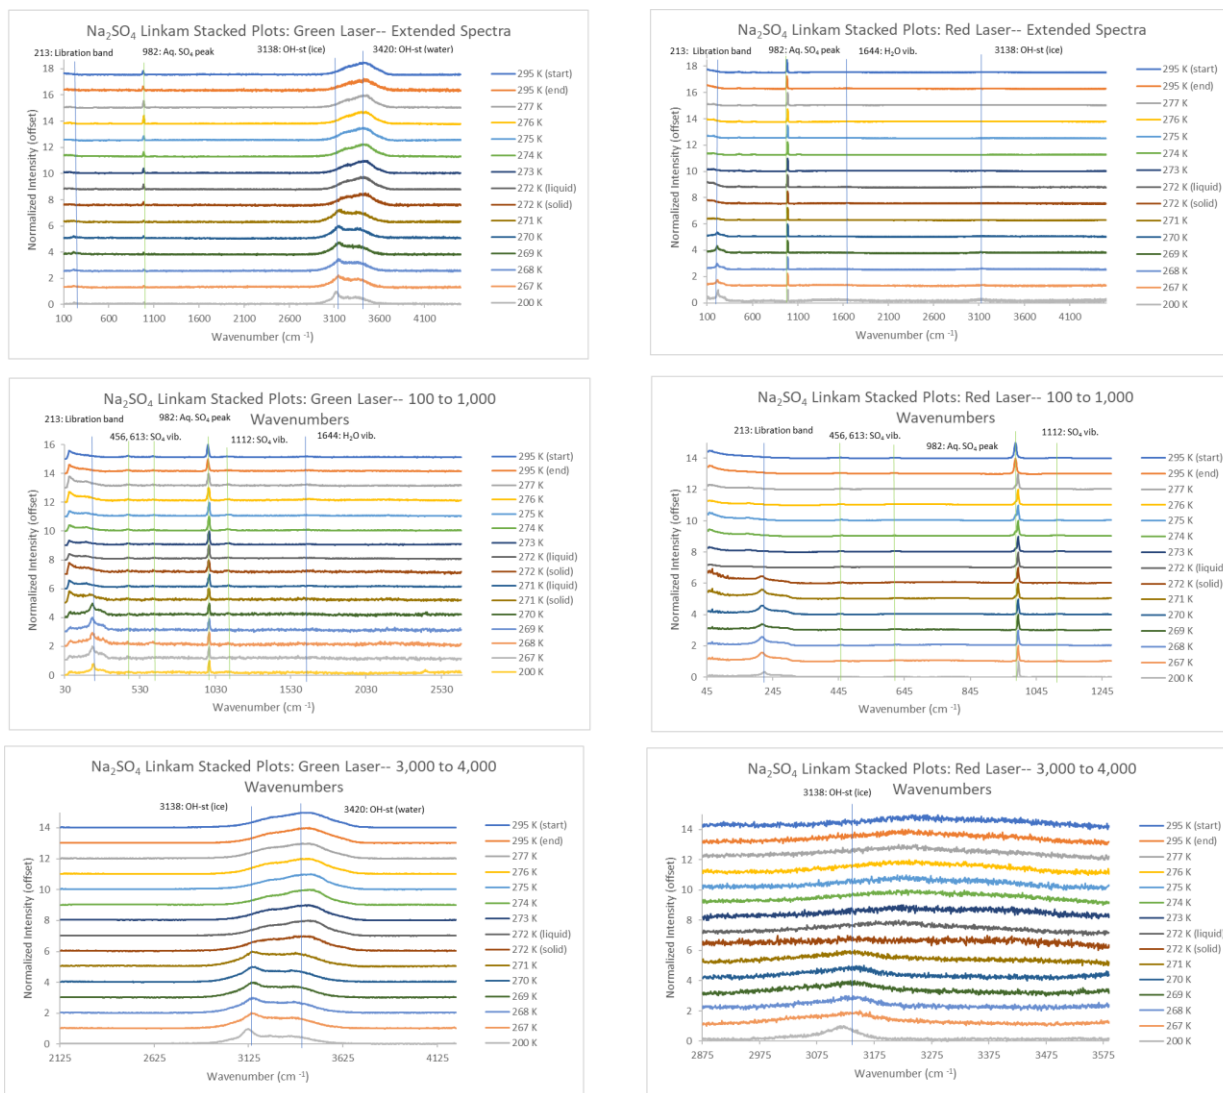 Na₂SO₄ Linkam Stacked Plots: Green Laser-- Extended Spectra
213: Libration band
982: Aq. SO₄ peak
3138: OH-st (ice)
3420: OH-st (water)
Normalized Intensity (offset)
18
16
14
12
10
8
6
4
2
0
100 1100 2100 2600 3100 3600 4100
Wavenumber (cm ⁻¹)
295 K (start)
295 K (end)
277 K
276 K
275 K
274 K
273 K
272 K (liquid)
272 K (solid)
271 K
270 K
269 K
268 K
267 K
200 K
Na₂SO₄ Linkam Stacked Plots: Red Laser-- Extended Spectra
213: Libration band
982: Aq. SO₄ peak
1644: H₂O vib.
3138: OH-st (ice)
Normalized Intensity (offset)
18
16
14
12
10
8
6
4
2
0
100 600 1100 1600 2100 2600 3100 3600 4100
Wavenumber (cm ⁻¹)
295 K (start)
295 K (end)
277 K
276 K
275 K
274 K
273 K
272 K (liquid)
272 K (solid)
271 K
270 K
269 K
268 K
267 K
200 K
Na₂SO₄ Linkam Stacked Plots: Green Laser-- 100 to 1,000
Wavenumbers
213: Libration band
982: Aq. SO₄ peak
456, 613: SO₄ vib.
1112: SO₄ vib.
1644: H₂O vib.
Normalized Intensity (offset)
16
14
12
10
8
6
4
2
0
30 530 1030 1530 2030 2530
Wavenumber (cm ⁻¹)
295 K (start)
295 K (end)
277 K
276 K
275 K
274 K
273 K
272 K (liquid)
272 K (solid)
271 K (liquid)
271 K (solid)
270 K
269 K
268 K
267 K
200 K
Na₂SO₄ Linkam Stacked Plots: Red Laser-- 100 to 1,000
Wavenumbers
213: Libration band
456, 613: SO₄ vib.
982: Aq. SO₄ peak
1112: SO₄ vib.
Normalized Intensity (offset)
14
12
10
8
6
4
2
0
45 245 445 645 845 1045 1245
Wavenumber (cm ⁻¹)
295 K (start)
295 K (end)
277 K
276 K
275 K
274 K
273 K
272 K (liquid
272 K (solid)
271 K
270 K
269 K
268 K
267 K
200 K
Na₂SO₄ Linkam Stacked Plots: Green Laser-- 3,000 to 4,000
Wavenumbers
3138: OH-st (ice)
3420: OH-st (water)
Normalized Intensity (offset)
14
12
10
8
6
4
2
0
2125 2625 3125 3625 4125
Wavenumber (cm ⁻¹)
295 K (start)
295 K (end)
277 K
276 K
275 K
274 K
273 K
272 K (liquid)
272 K (solid)
271 K
270 K
269 K
268 K
267 K
200 K
Na₂SO₄ Linkam Stacked Plots: Red Laser-- 3,000 to 4,000
Wavenumbers
3138: OH-st (ice)
Normalized Intensity (offset)
14
12
10
8
6
4
2
0
2875 2975 3075 3175 3275 3375 3475 3575
Wavenumber (cm ⁻¹)
295 K (start)
295 K (end)
277 K
276 K
275 K
274 K
273 K
272 K (liquid)
272 K (solid)
271 K
270 K
269 K
268 K
267 K
200 K